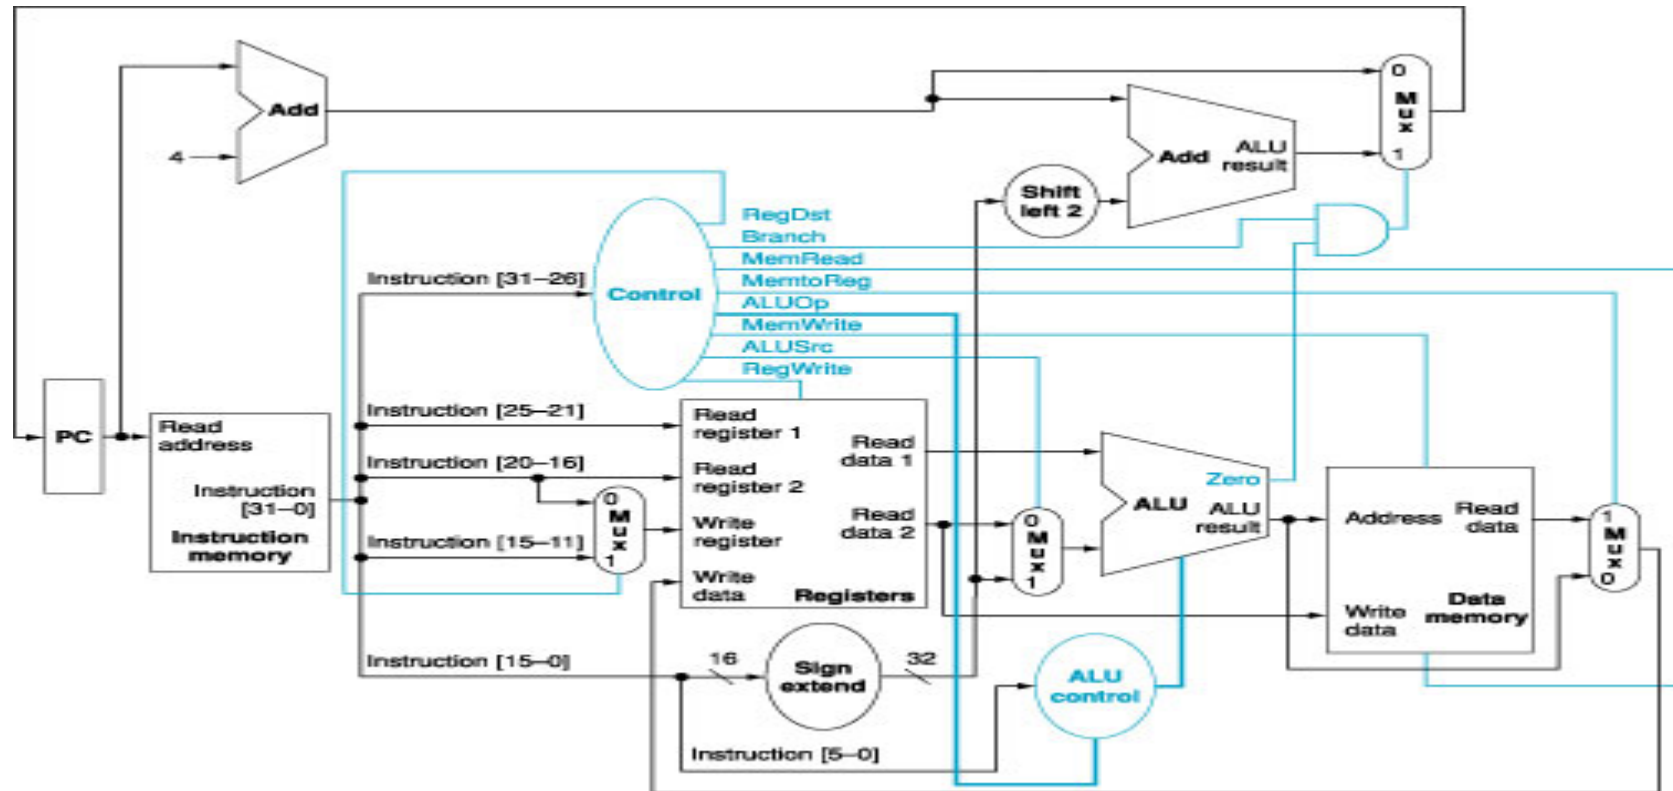 Add
4
0
Mux
1
Add
ALU
result
Shift
left 2
RegDst
Branch
MemRead
MemtoReg
ALUOp
MemWrite
ALUSrc
RegWrite
Control
Instruction [31–26]
Instruction [25–21]
Instruction [20–16]
Instruction [15–11]
Instruction [15–0]
Instruction [5–0]
PC
Read
address
Instruction
[31–0]
Instruction
memory
0
Mux
1
Read
register 1
Read
register 2
Write
register
Write
data
Read
data 1
Read
data 2
Registers
0
Mux
1
Zero
ALU
ALU
result
Address
Read
data
Write
data
Data
memory
1
Mux
0
16
Sign
extend
32
ALU
control